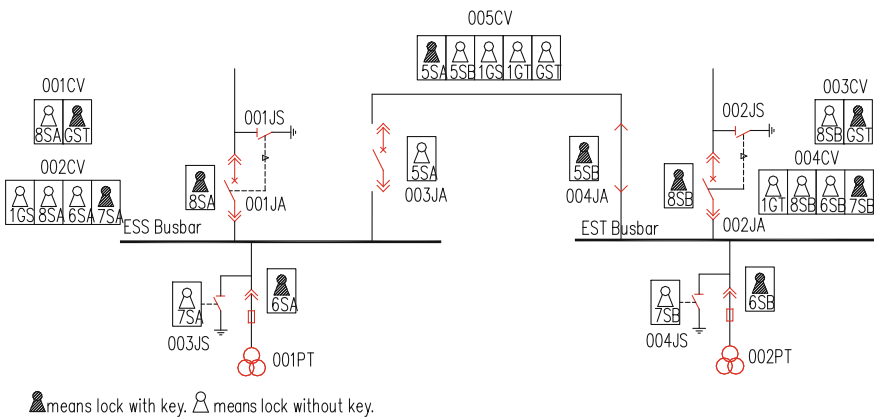 005CV
5SA 5SB 1GS 1GT GST
001CV
8SA GST
001JS
002JS
003CV
8SB GST
002CV
1GS 8SA 6SA 7SA
8SA
001JA
5SA
003JA
5SB
004JA
8SB
002JA
004CV
1GT 8SB 6SB 7SB
ESS Busbar
EST Busbar
7SA
003JS
6SA
001PT
7SB
004JS
6SB
002PT
means lock with key. means lock without key.